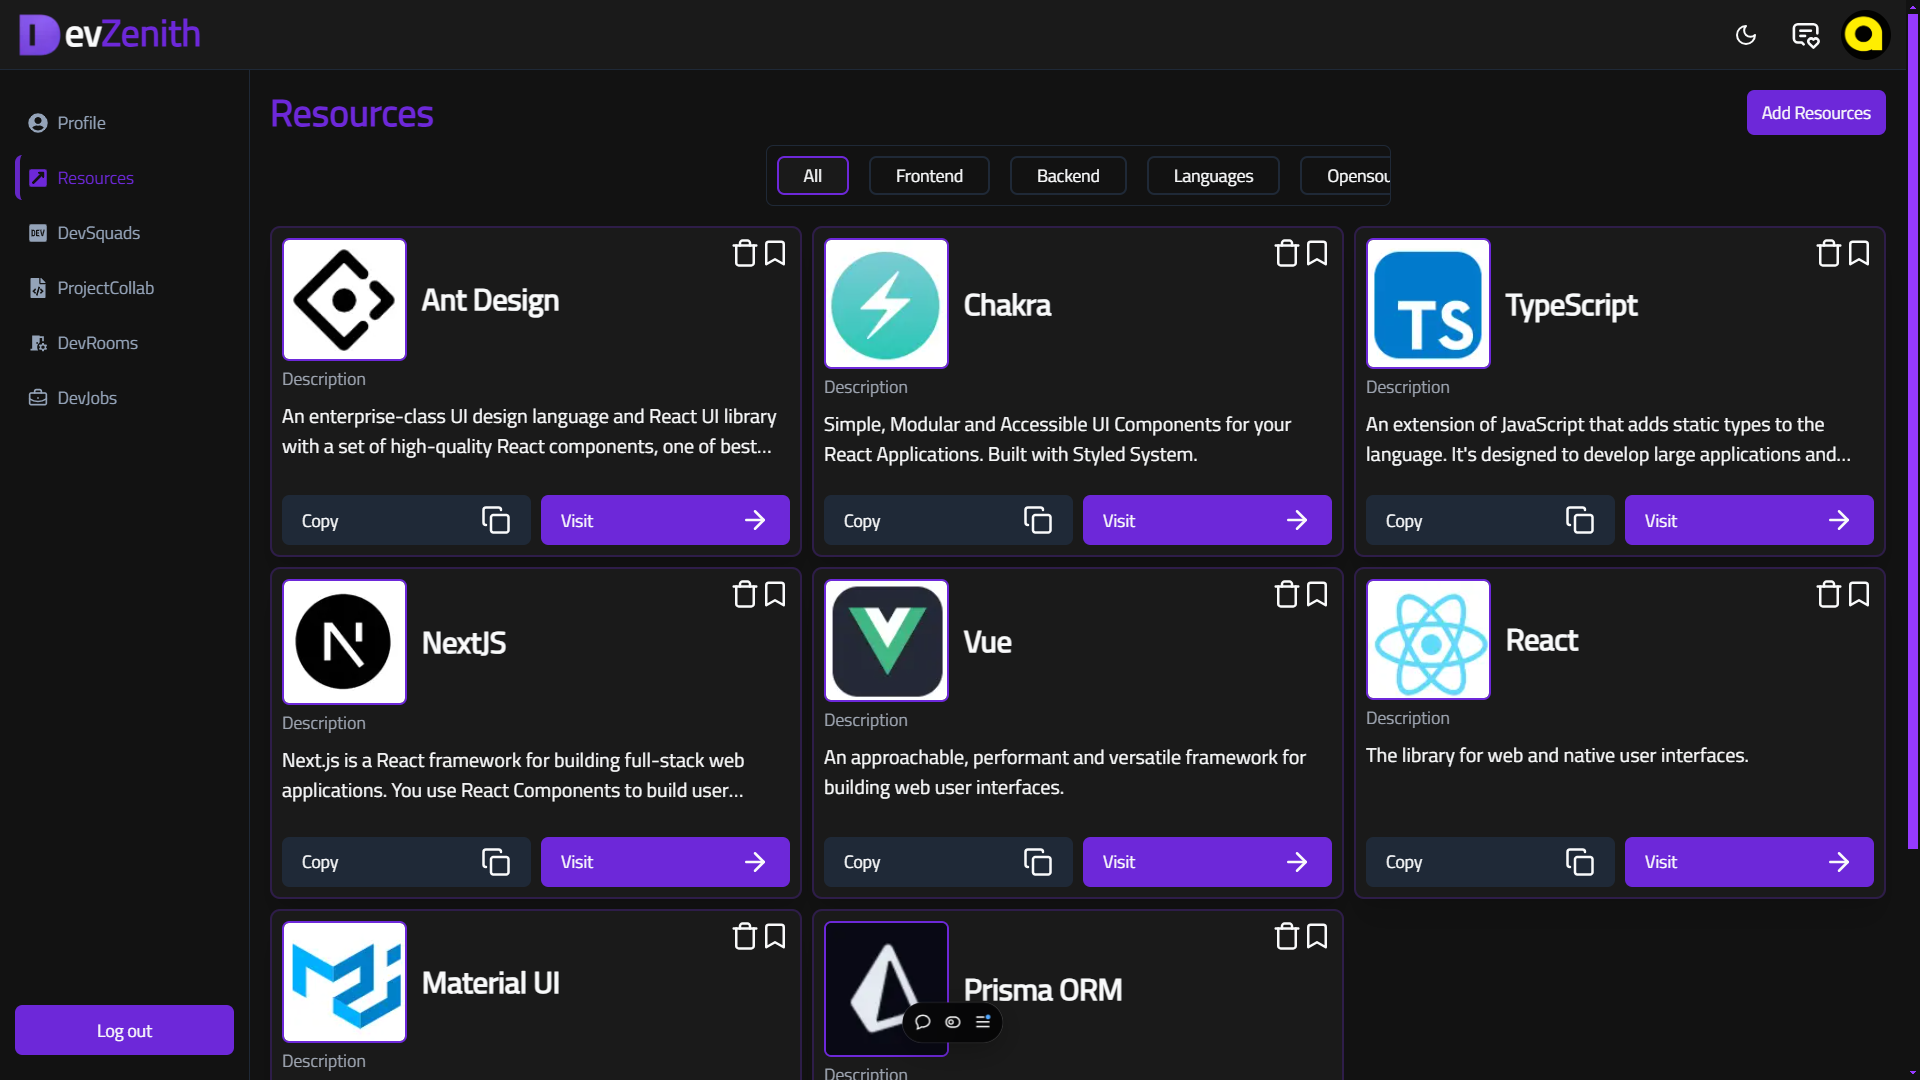 DevZenith
Profile
Resources
DevSquads
ProjectCollab
DevRooms
DevJobs
Log out
Resources
Add Resources
All
Frontend
Backend
Languages
Opensou
Ant Design
Description
An enterprise-class UI design language and React UI library
with a set of high-quality React components, one of best...
Copy
Visit
Chakra
Description
Simple, Modular and Accessible UI Components for your
React Applications. Built with Styled System.
Copy
Visit
TS
TypeScript
Description
An extension of JavaScript that adds static types to the
language. It's designed to develop large applications and...
Copy
Visit
NextJS
Description
Next.js is a React framework for building full-stack web
applications. You use React Components to build user...
Copy
Visit
Vue
Description
An approachable, performant and versatile framework for
building web user interfaces.
Copy
Visit
React
Description
The library for web and native user interfaces.
Copy
Visit
Material UI
Description
Prisma ORM
Description